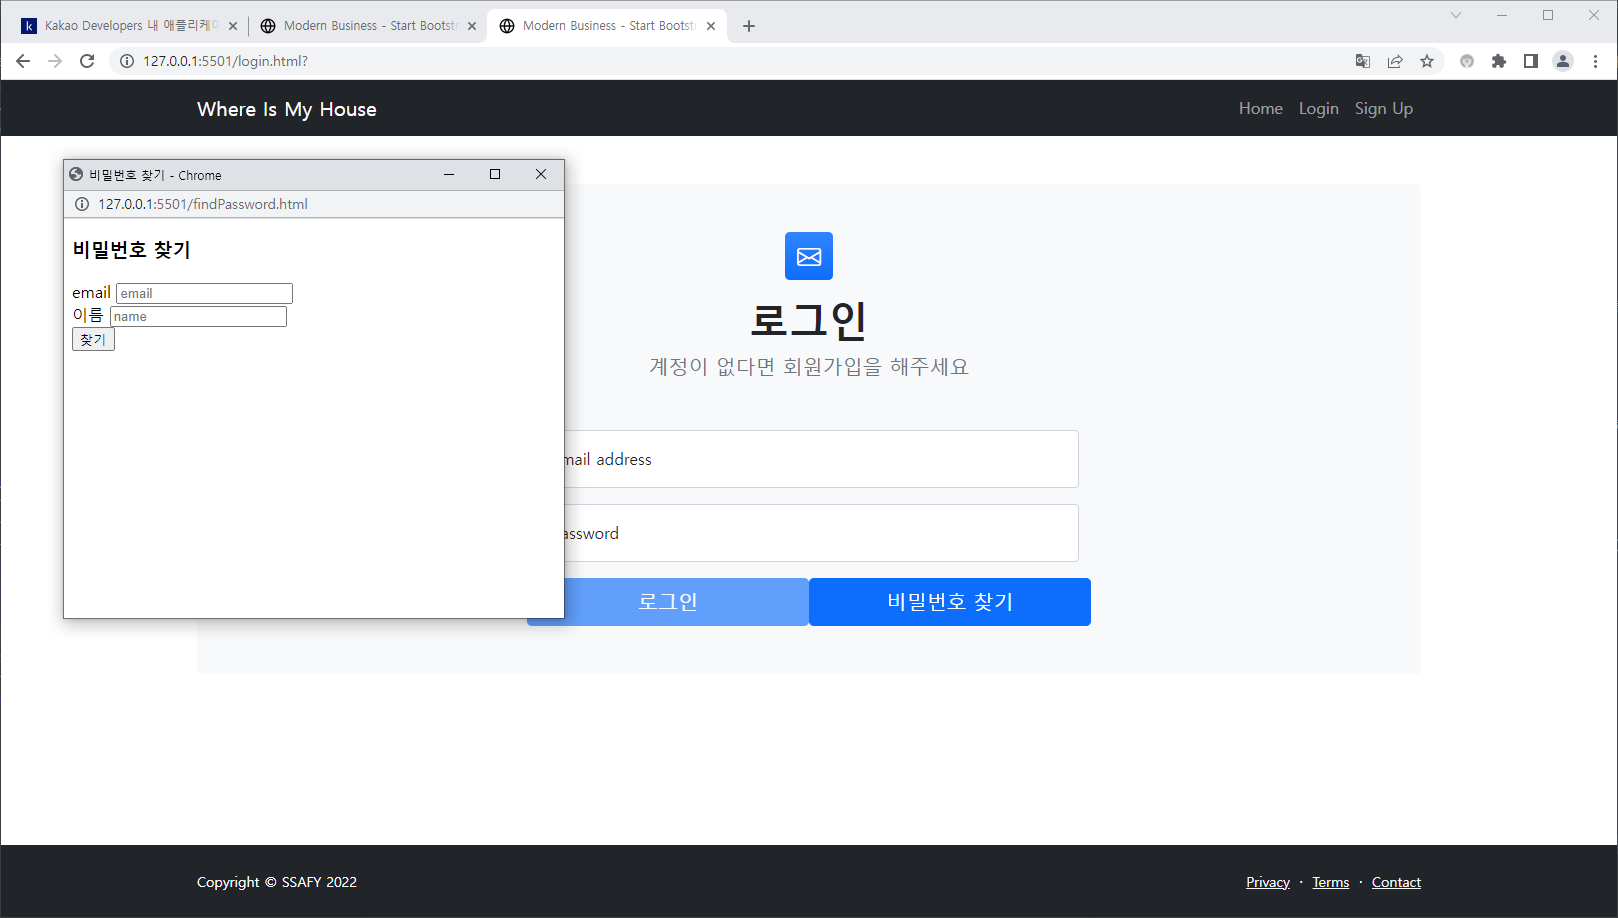 Kakao Developers 내 애플리케이
Modern Business - Start Bootst
Modern Business - Start Bootst
127.0.0.1:5501/login.html?
Where Is My House
Home Login Sign Up
비밀번호 찾기 - Chrome
127.0.0.1:5501/findPassword.html
비밀번호 찾기
email email
이름 name
찾기
로그인
계정이 없다면 회원가입을 해주세요
mail address
assword
로그인
비밀번호 찾기
Copyright © SSAFY 2022
Privacy · Terms · Contact